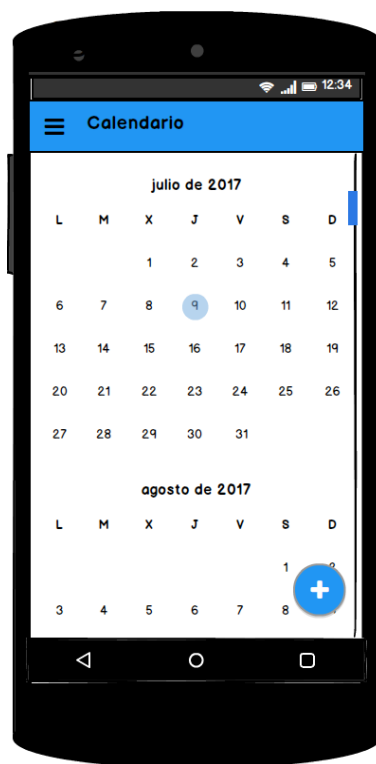 12:34
Calendario
julio de 2017
L M X J V S D
1 2 3 4 5
6 7 8 9 10 11 12
13 14 15 16 17 18 19
20 21 22 23 24 25 26
27 28 29 30 31
agosto de 2017
L M X J V S D
1
3 4 5 6 7 8